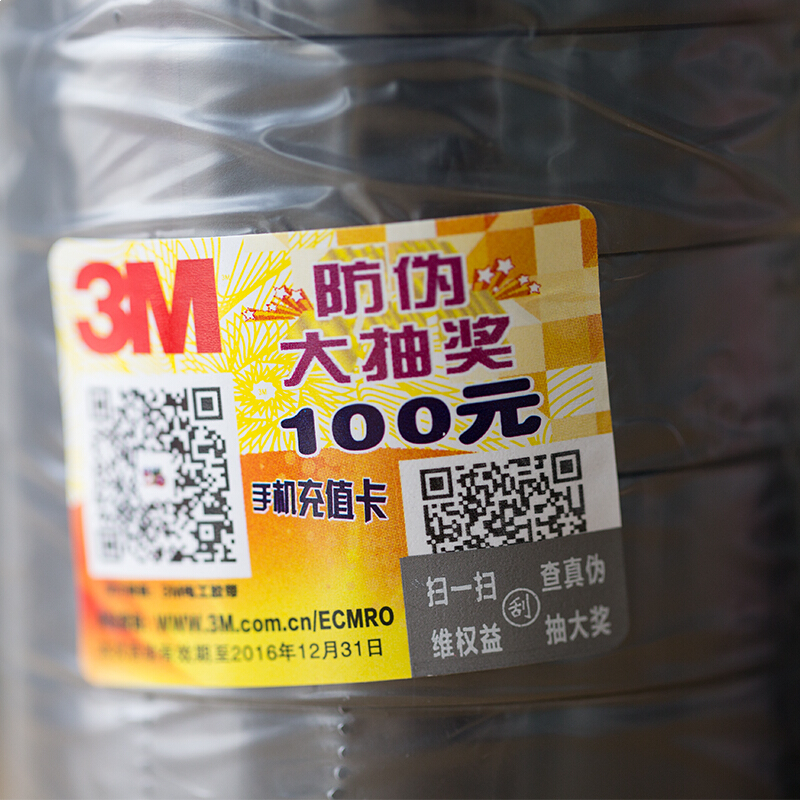 3M
防伪
大抽奖
100元
手机充值卡
3M电工胶带
WWW.3M.com.cn/ECMRO
期至2016年12月31日
扫一扫 刮 查真伪
维权益 抽大奖